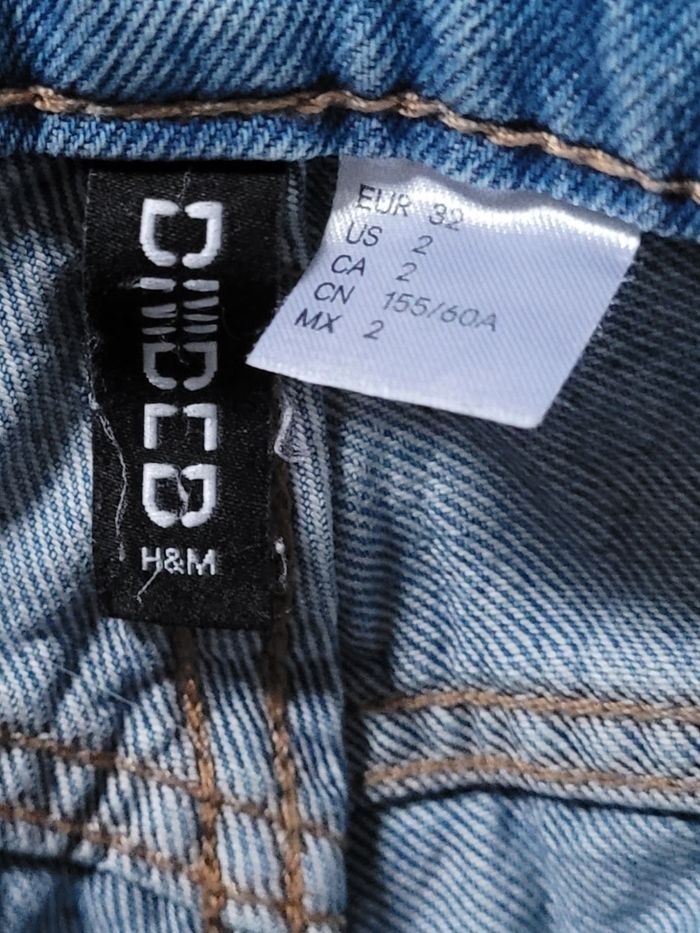 DIVIDED
H&M
EUR 32
US 2
CA 2
CN 155/60A
MX 2